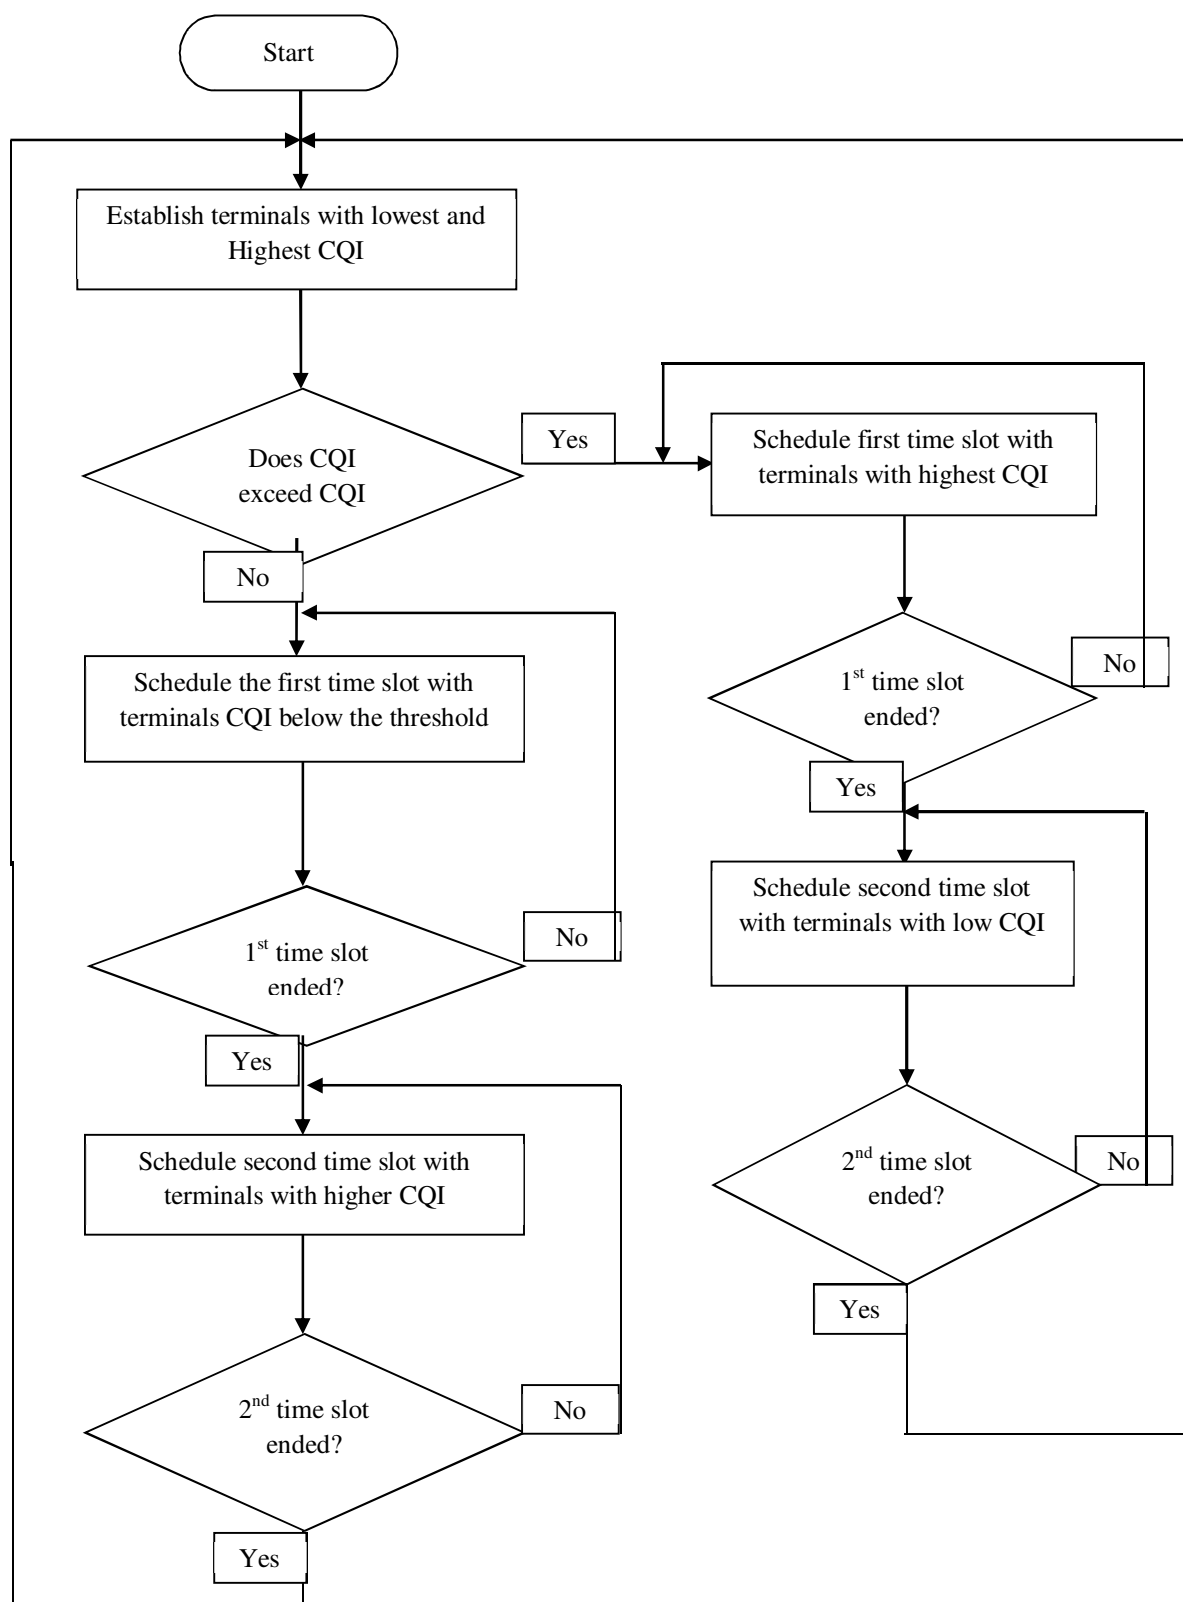 Start
Establish terminals with lowest and
Highest CQI
Does CQI
exceed CQI
Yes
Schedule first time slot with
terminals with highest CQI
No
Schedule the first time slot with
terminals CQI below the threshold
1st time slot
ended?
No
Yes
Schedule second time slot
with terminals with low CQI
1st time slot
ended?
No
Yes
Schedule second time slot with
terminals with higher CQI
2nd time slot
ended?
No
Yes
2nd time slot
ended?
No
Yes